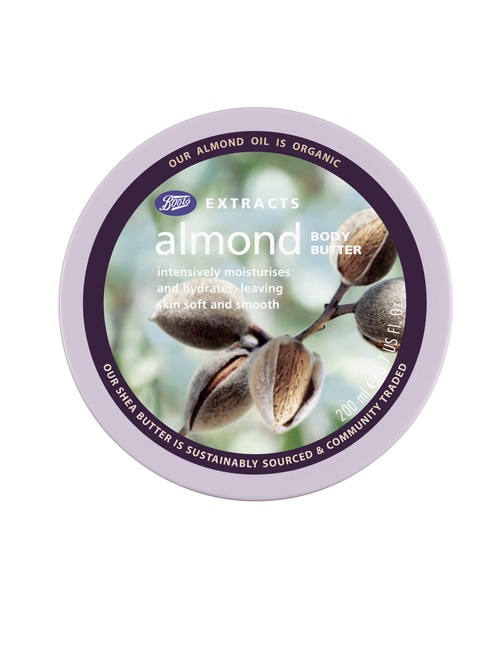 OUR ALMOND OIL IS ORGANIC
Boots EXTRACTS
almond BODY BUTTER
intensively moisturises
and hydrates, leaving
skin soft and smooth
200 ml US Fl. Oz
OUR SHEA BUTTER IS SUSTAINABLY SOURCED & COMMUNITY TRADED